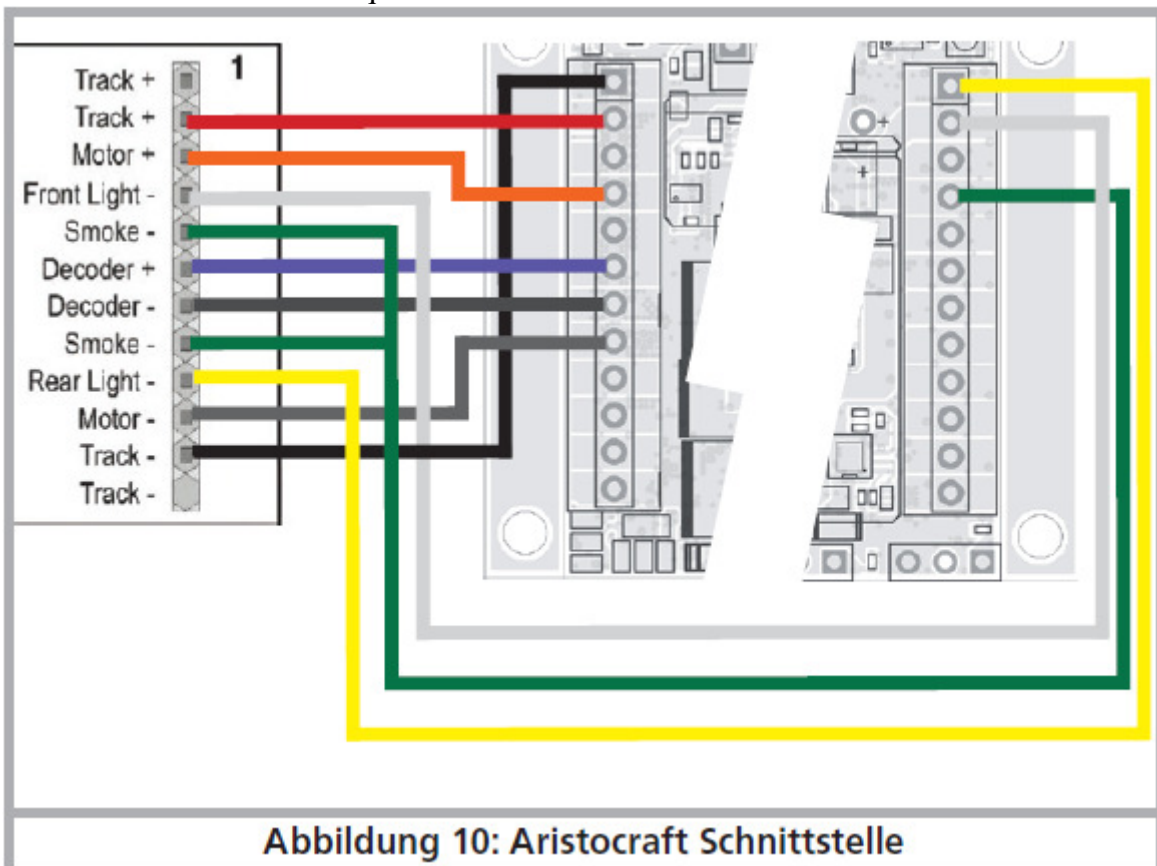 1
Track +
Track +
Motor +
Front Light -
Smoke -
Decoder +
Decoder -
Smoke -
Rear Light -
Motor -
Track -
Track -
+
+
Abbildung 10: Aristocraft Schnittstelle